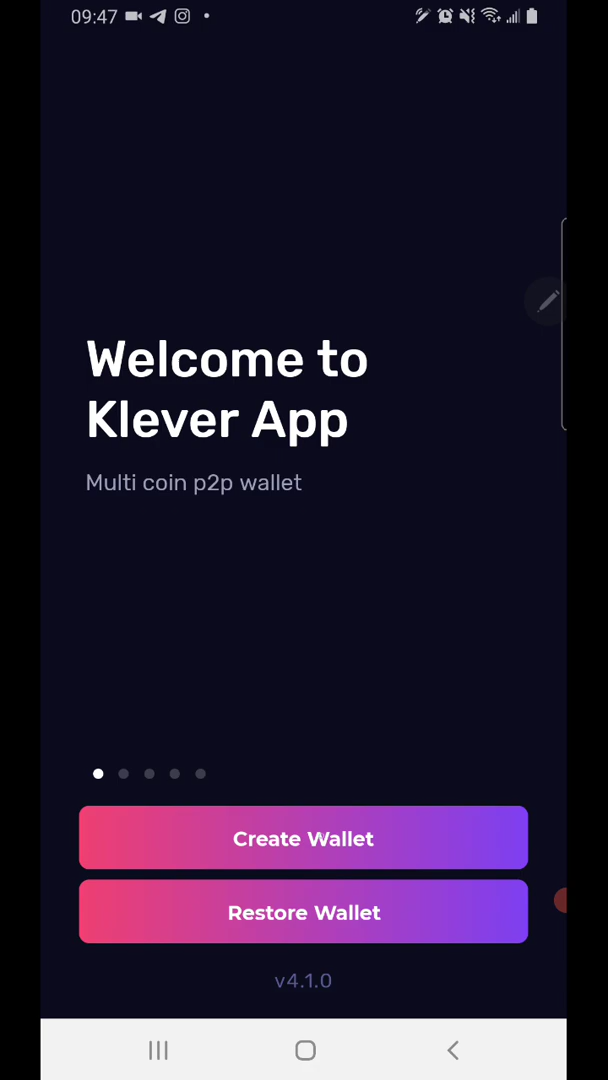 09:47
Welcome to
Klever App
Multi coin p2p wallet
Create Wallet
Restore Wallet
v4.1.0